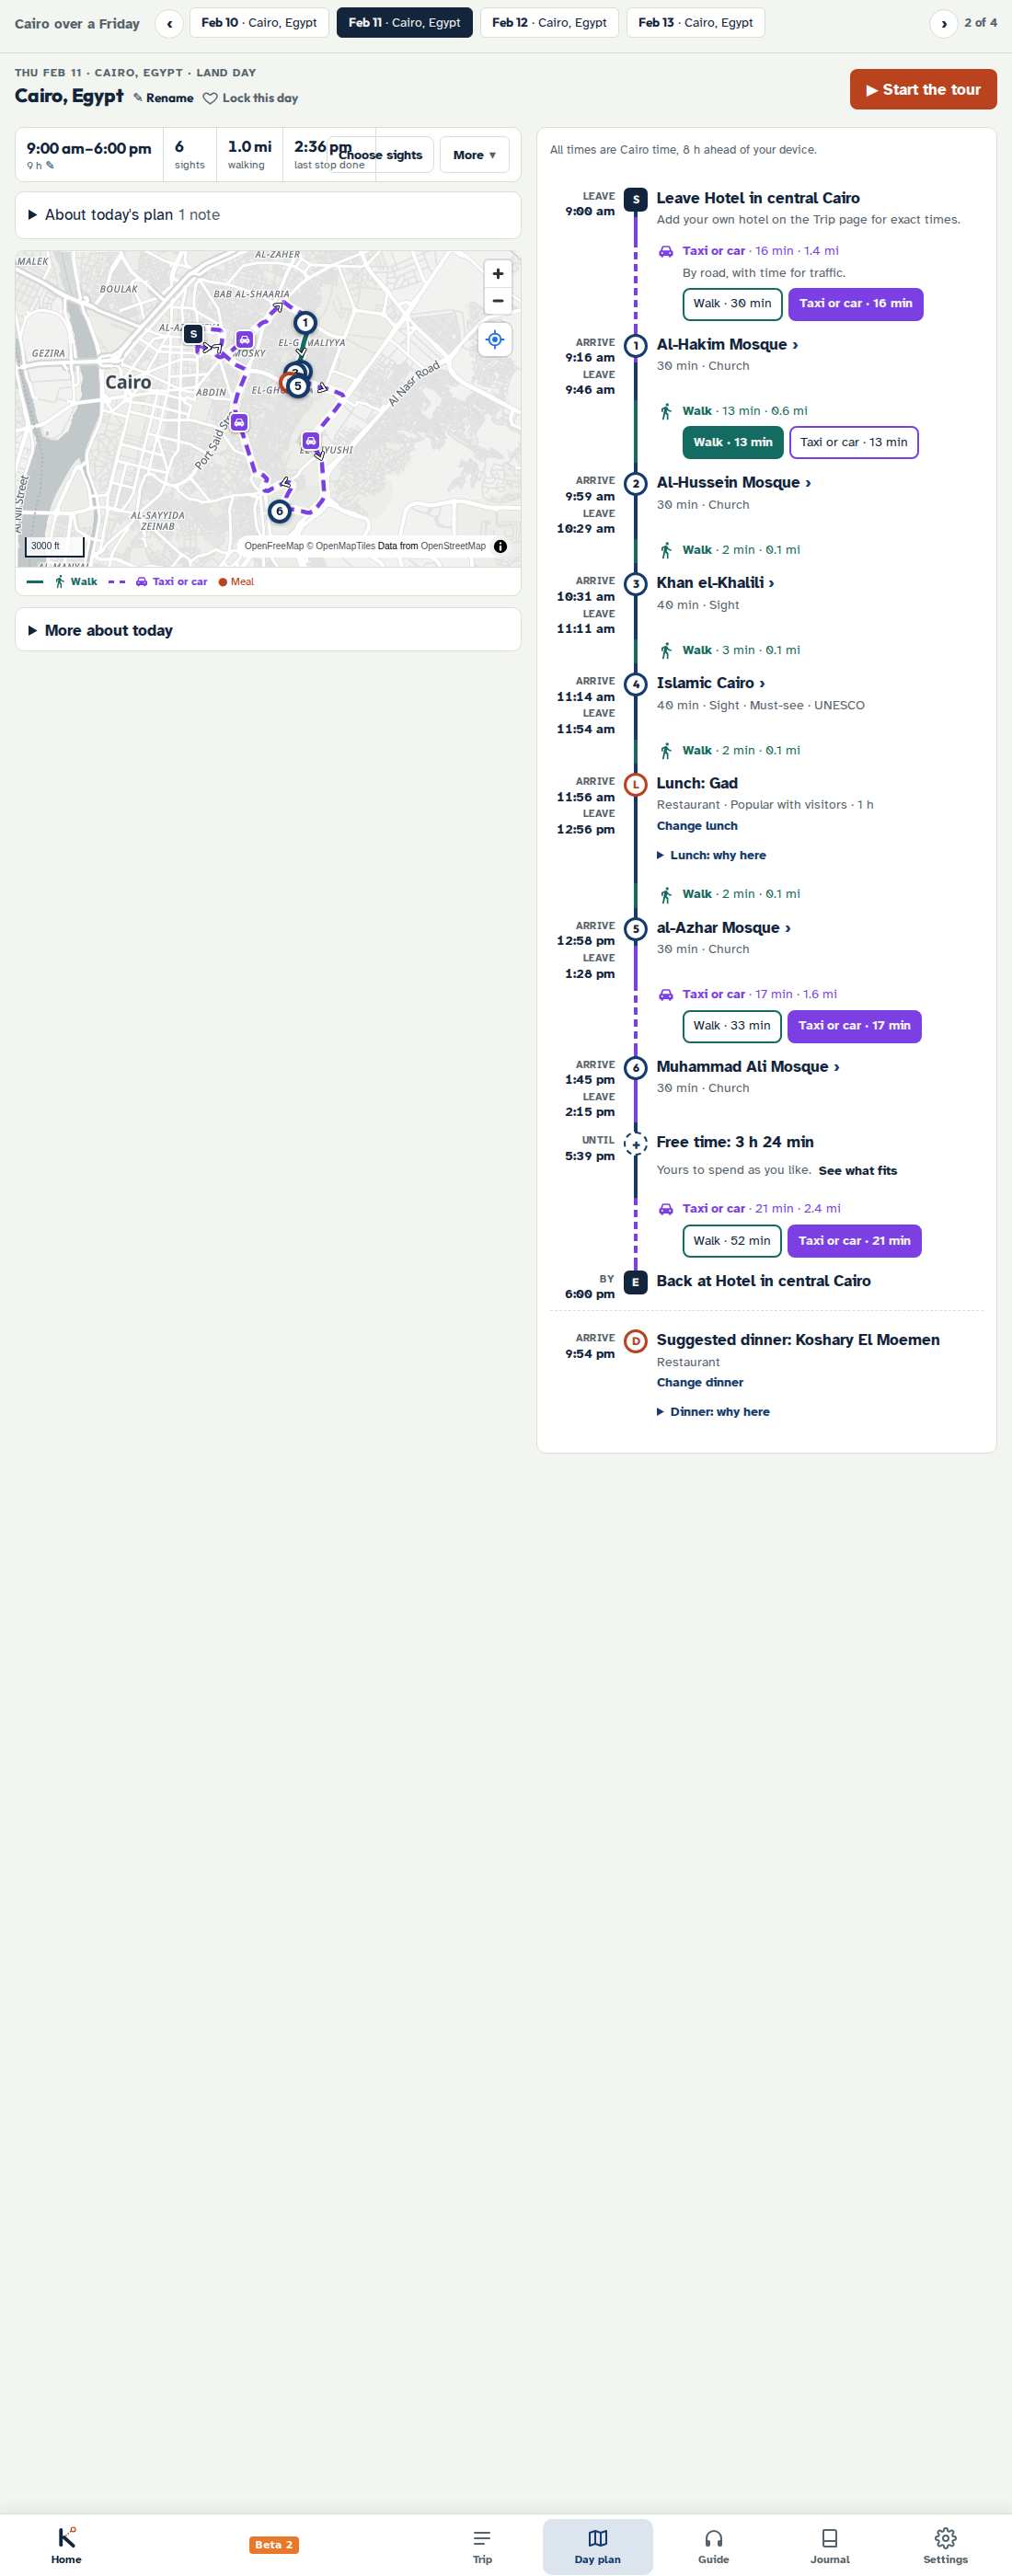 Cairo over a Friday
‹
Feb 10 · Cairo, Egypt
Feb 11 · Cairo, Egypt
Feb 12 · Cairo, Egypt
Feb 13 · Cairo, Egypt
›
2 of 4
THU FEB 11 · CAIRO, EGYPT · LAND DAY
Cairo, Egypt ✎ Rename Lock this day
▶ Start the tour
9:00 am–6:00 pm
9 h ✎
6
sights
1.0 mi
walking
2:36 pm
last stop done
Choose sights
More ▾
▶ About today's plan 1 note
MALEK
AL-ZAHER
BOULAK
BAB AL-SHAARIA
S
1
GEZIRA
MOSKY
Cairo
ABDIN
5
Al Nasr Road
Port Said
6
AL-SAYYIDA
ZEINAB
3000 ft
OpenFreeMap © OpenMapTiles Data from OpenStreetMap
Walk
Taxi or car
Meal
▶ More about today
All times are Cairo time, 8 h ahead of your device.
LEAVE
9:00 am
S
Leave Hotel in central Cairo
Add your own hotel on the Trip page for exact times.
Taxi or car · 16 min · 1.4 mi
By road, with time for traffic.
Walk · 30 min
Taxi or car · 16 min
ARRIVE
9:16 am
LEAVE
9:46 am
1
Al-Hakim Mosque ›
30 min · Church
Walk · 13 min · 0.6 mi
Walk · 13 min
Taxi or car · 13 min
ARRIVE
9:59 am
LEAVE
10:29 am
2
Al-Hussein Mosque ›
30 min · Church
Walk · 2 min · 0.1 mi
ARRIVE
10:31 am
LEAVE
11:11 am
3
Khan el-Khalili ›
40 min · Sight
Walk · 3 min · 0.1 mi
ARRIVE
11:14 am
LEAVE
11:54 am
4
Islamic Cairo ›
40 min · Sight · Must-see · UNESCO
Walk · 2 min · 0.1 mi
ARRIVE
11:56 am
LEAVE
12:56 pm
L
Lunch: Gad
Restaurant · Popular with visitors · 1 h
Change lunch
▶ Lunch: why here
Walk · 2 min · 0.1 mi
ARRIVE
12:58 pm
LEAVE
1:28 pm
5
al-Azhar Mosque ›
30 min · Church
Taxi or car · 17 min · 1.6 mi
Walk · 33 min
Taxi or car · 17 min
ARRIVE
1:45 pm
LEAVE
2:15 pm
6
Muhammad Ali Mosque ›
30 min · Church
UNTIL
5:39 pm
+
Free time: 3 h 24 min
Yours to spend as you like. See what fits
Taxi or car · 21 min · 2.4 mi
Walk · 52 min
Taxi or car · 21 min
BY
6:00 pm
E
Back at Hotel in central Cairo
ARRIVE
9:54 pm
D
Suggested dinner: Koshary El Moemen
Restaurant
Change dinner
▶ Dinner: why here
Home
Beta 2
Trip
Day plan
Guide
Journal
Settings